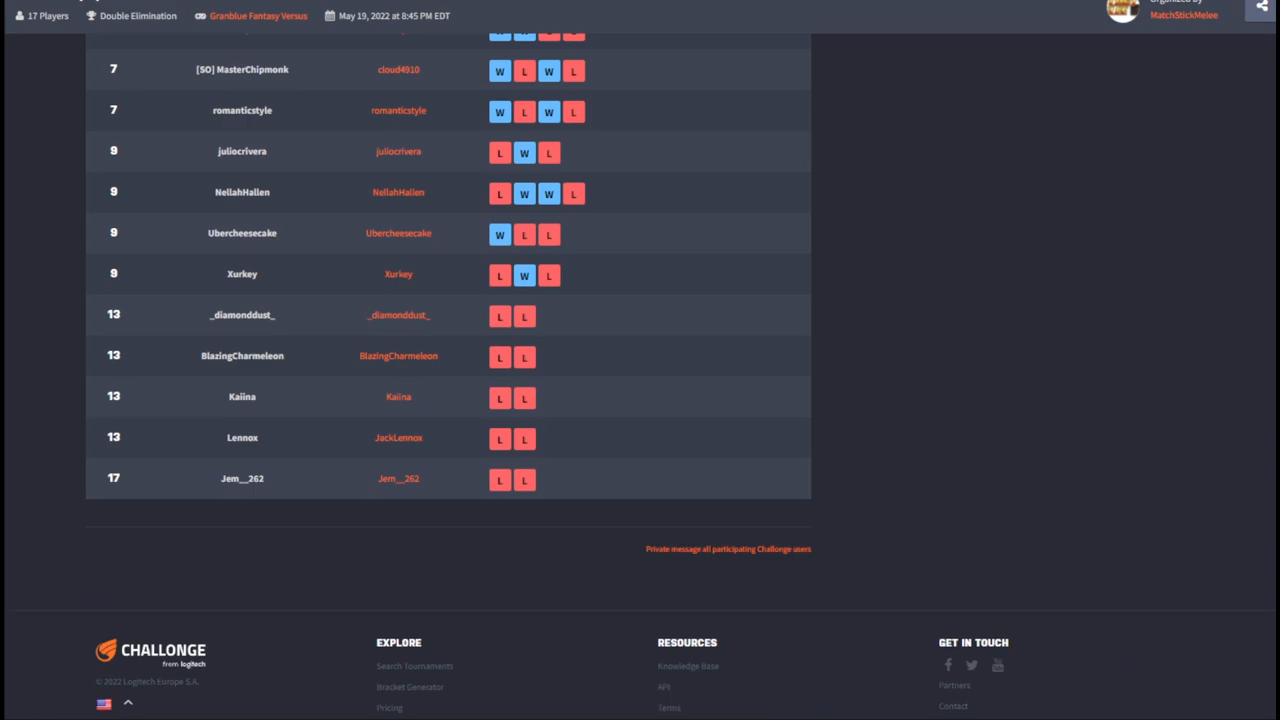 17 Players Double Elimination Granblue Fantasy Versus May 19, 2022 at 8:45 PM EDT
Organized by
MatchStickMelee
7 [SO] MasterChipmonk cloud4910 W L W L
7 romanticstyle romanticstyle W L W L
9 juliocrivera juliocrivera L W L
9 NellahHallen NellahHallen L W W L
9 Ubercheesecake Ubercheesecake W L L
9 Xurkey Xurkey L W L
13 _diamonddust_ _diamonddust_ L L
13 BlazingCharmeleon BlazingCharmeleon L L
13 Kaiina Kaiina L L
13 Lennox JackLennox L L
17 Jem__262 Jem__262 L L
Private message all participating Challonge users
CHALLONGE
from logitech
© 2022 Logitech Europe S.A.
EXPLORE
Search Tournaments
Bracket Generator
Pricing
RESOURCES
Knowledge Base
API
Terms
GET IN TOUCH
Partners
Contact